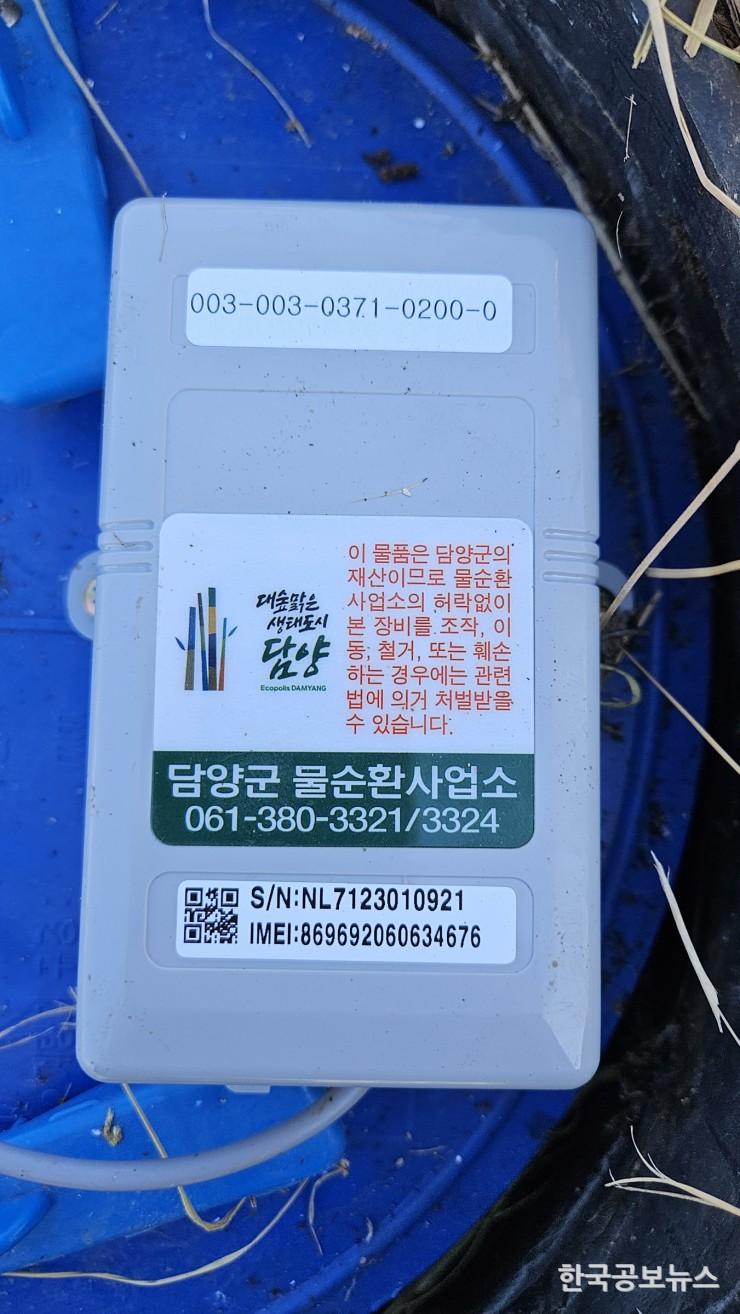 003-003-0371-0200-0
대숲맑은
생태도시
담양
Ecopolis DAMYANG
이 물품은 담양군의
재산이므로 물순환
사업소의 허락없이
본 장비를 조작, 이
동, 철거, 또는 훼손
하는 경우에는 관련
법에 의거 처벌받을
수 있습니다.
담양군 물순환사업소
061-380-3321/3324
S/N:NL7123010921
IMEI:869692060634676
한국공보뉴스